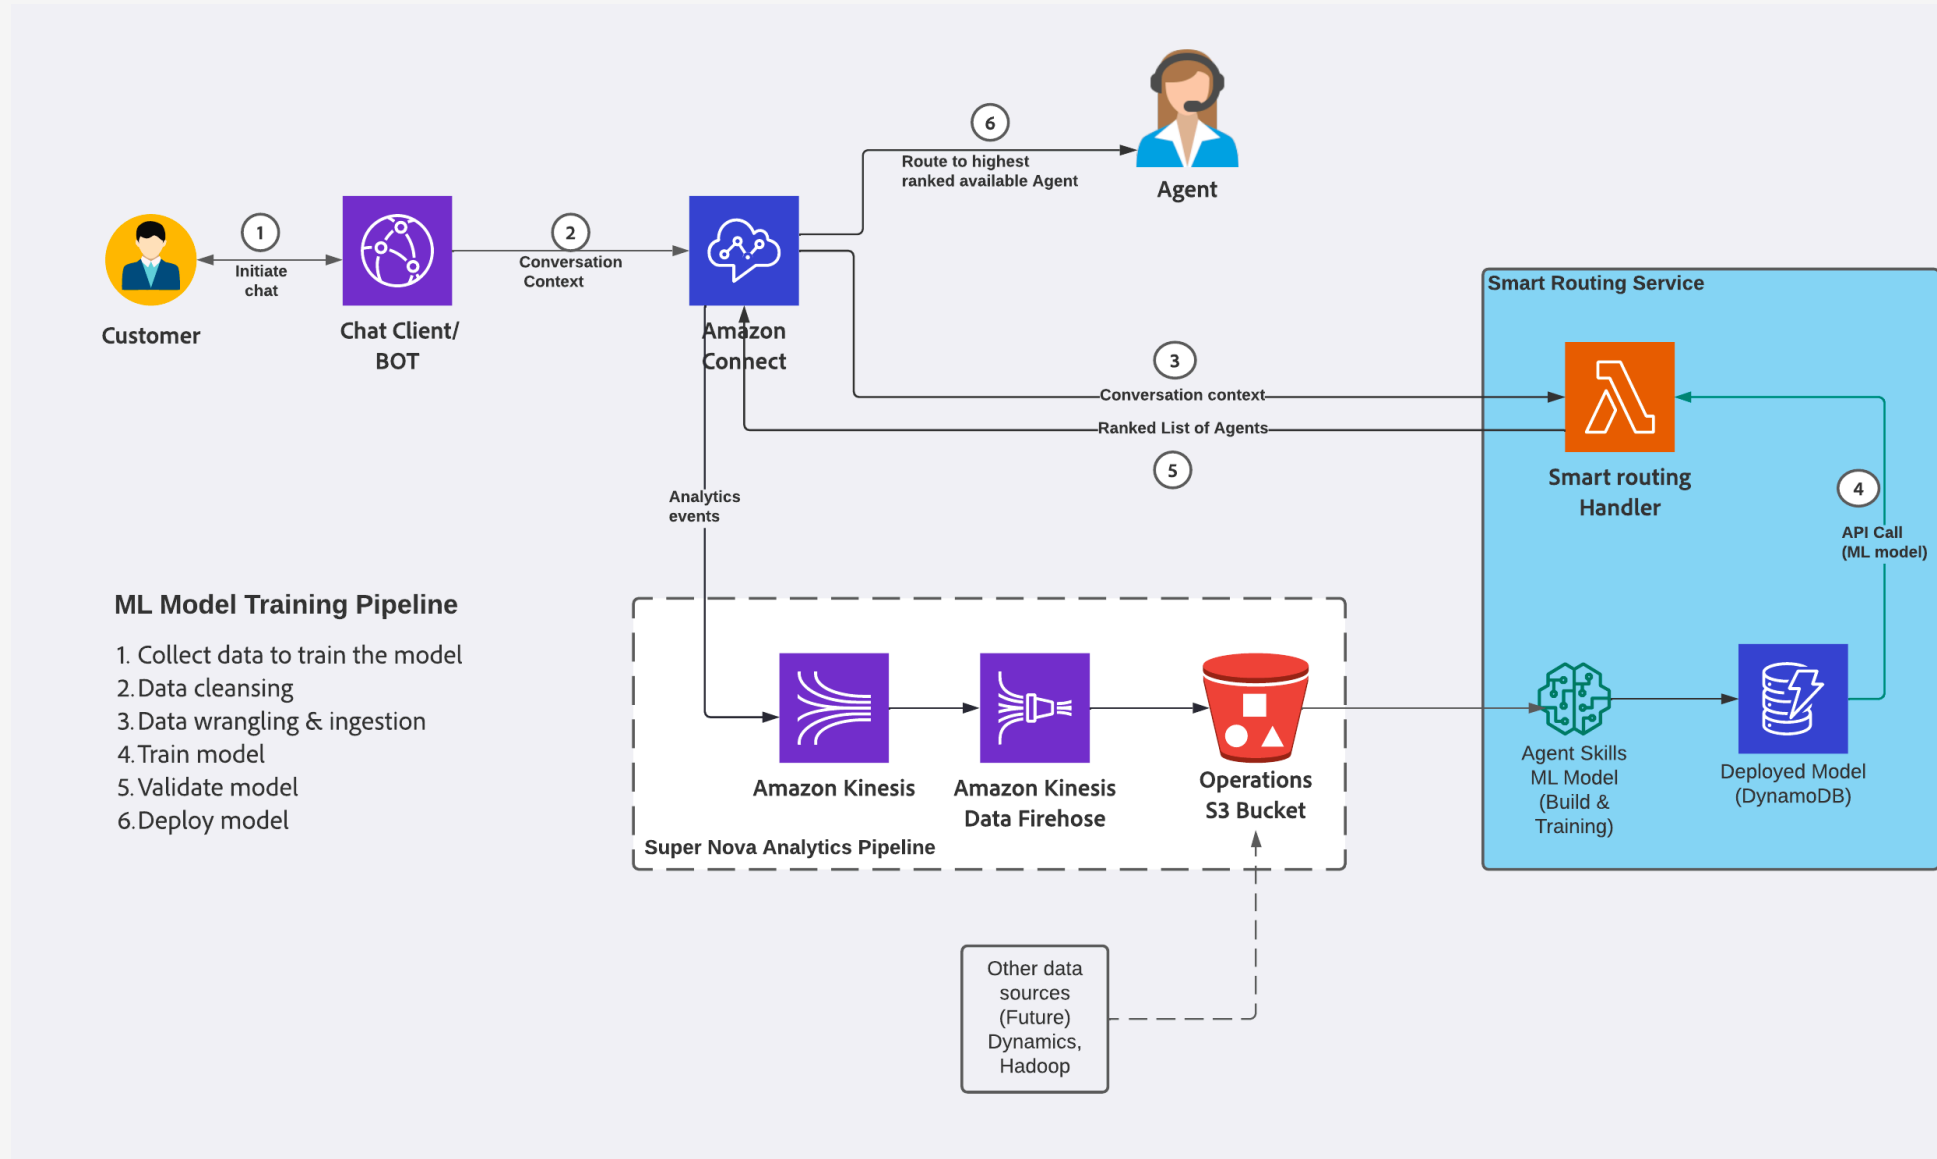 6
Route to highest
ranked available Agent
Agent
1
Initiate
chat
Customer
Chat Client/
BOT
2
Conversation
Context
Amazon
Connect
3
Conversation context
Ranked List of Agents
5
Smart Routing Service
Smart routing
Handler
4
API Call
(ML model)
Analytics
events
ML Model Training Pipeline
1. Collect data to train the model
2. Data cleansing
3. Data wrangling & ingestion
4. Train model
5. Validate model
6. Deploy model
Amazon Kinesis
Amazon Kinesis
Data Firehose
Operations
S3 Bucket
Super Nova Analytics Pipeline
Agent Skills
ML Model
(Build &
Training)
Deployed Model
(DynamoDB)
Other data
sources
(Future)
Dynamics,
Hadoop